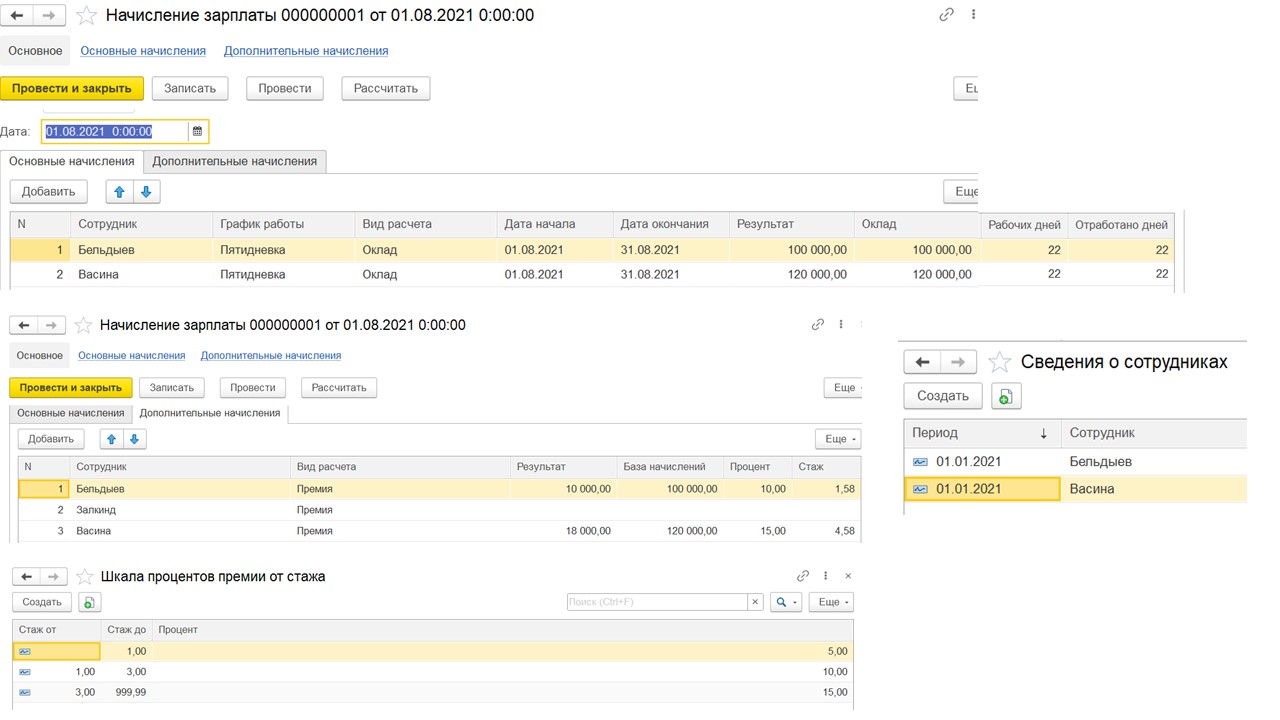 Начисление зарплаты 000000001 от 01.08.2021 0:00:00
Основное Основные начисления Дополнительные начисления
Провести и закрыть Записать Провести Рассчитать Ец
Дата: 01.08.2021 0:00:00
Основные начисления Дополнительные начисления
Добавить Еще
N Сотрудник График работы Вид расчета Дата начала Дата окончания Результат Оклад Рабочих дней Отработано дней
1 Бельдыев Пятидневка Оклад 01.08.2021 31.08.2021 100 000,00 100 000,00 22 22
2 Васина Пятидневка Оклад 01.08.2021 31.08.2021 120 000,00 120 000,00 22 22
Начисление зарплаты 000000001 от 01.08.2021 0:00:00
Основное Основные начисления Дополнительные начисления
Провести и закрыть Записать Провести Рассчитать Еще
Основные начисления Дополнительные начисления
Добавить Еще
N Сотрудник Вид расчета Результат База начислений Процент Стаж
1 Бельдыев Премия 10 000,00 100 000,00 10,00 1,58
2 Запкинд Премия
3 Васина Премия 18 000,00 120 000,00 15,00 4,58
Сведения о сотрудниках
Создать
Период Сотрудник
01.01.2021 Бельдыев
01.01.2021 Васина
Шкала процентов премии от стажа
Создать Поиск (Ctrl+F) Еще
Стаж от Стаж до Процент
1,00 5,00
1,00 3,00 10,00
3,00 999,99 15,00